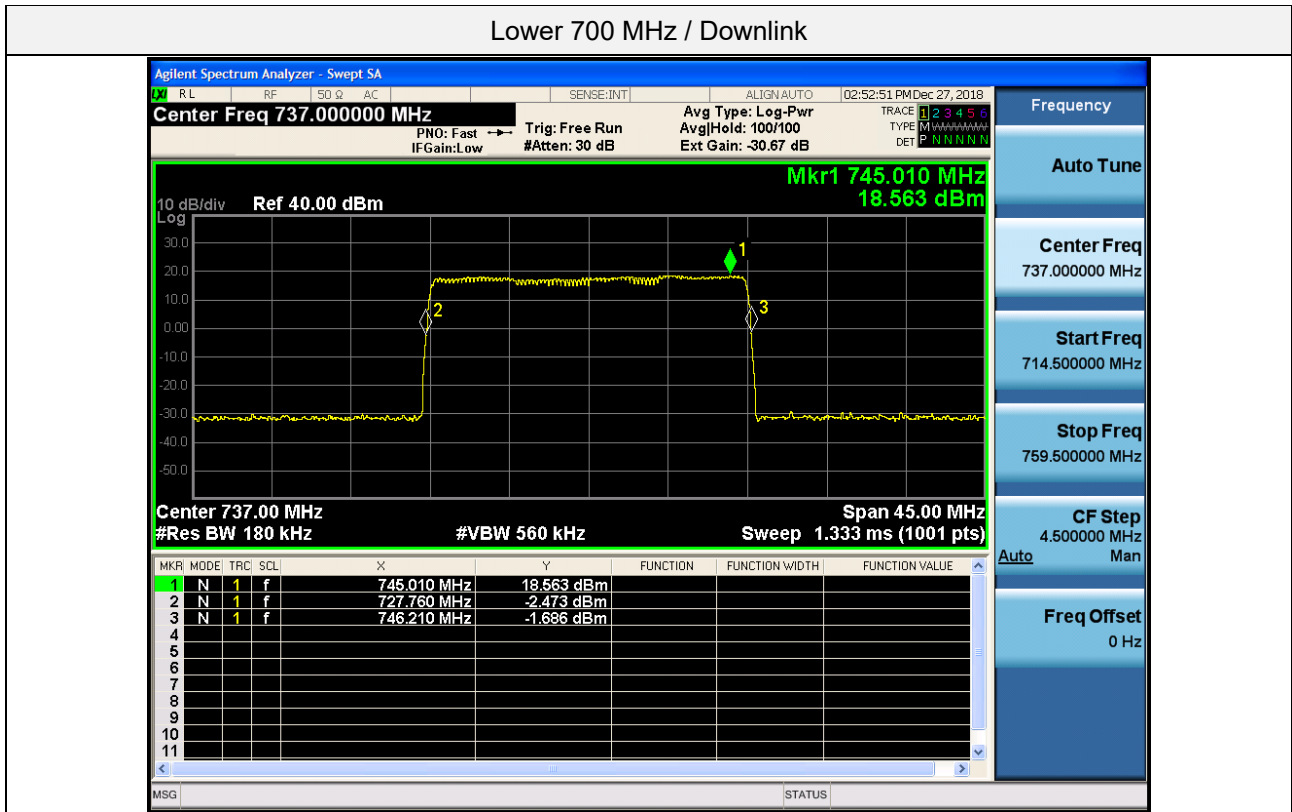 Lower 700 MHz / Downlink
Agilent Spectrum Analyzer - Swept SA
LXI RL RF 50 Ω AC SENSE:INT ALIGN AUTO 02:52:51 PM Dec 27, 2018
Center Freq 737.000000 MHz
PNO: Fast
IFGain:Low
Trig: Free Run
#Atten: 30 dB
Avg Type: Log-Pwr
Avg|Hold: 100/100
Ext Gain: -30.67 dB
TRACE 1 2 3 4 5 6
TYPE M
DET P N N N N N
Mkr1 745.010 MHz
18.563 dBm
10 dB/div Ref 40.00 dBm
Log
30.0
20.0
10.0
0.00
-10.0
-20.0
-30.0
-40.0
-50.0
1
2
3
Center 737.00 MHz Span 45.00 MHz
#Res BW 180 kHz #VBW 560 kHz Sweep 1.333 ms (1001 pts)
MKR MODE TRC SCL X Y FUNCTION FUNCTION WIDTH FUNCTION VALUE
1 N 1 f 745.010 MHz 18.563 dBm
2 N 1 f 727.760 MHz -2.473 dBm
3 N 1 f 746.210 MHz -1.686 dBm
4
5
6
7
8
9
10
11
MSG STATUS
Frequency
Auto Tune
Center Freq
737.000000 MHz
Start Freq
714.500000 MHz
Stop Freq
759.500000 MHz
CF Step
4.500000 MHz
Auto Man
Freq Offset
0 Hz